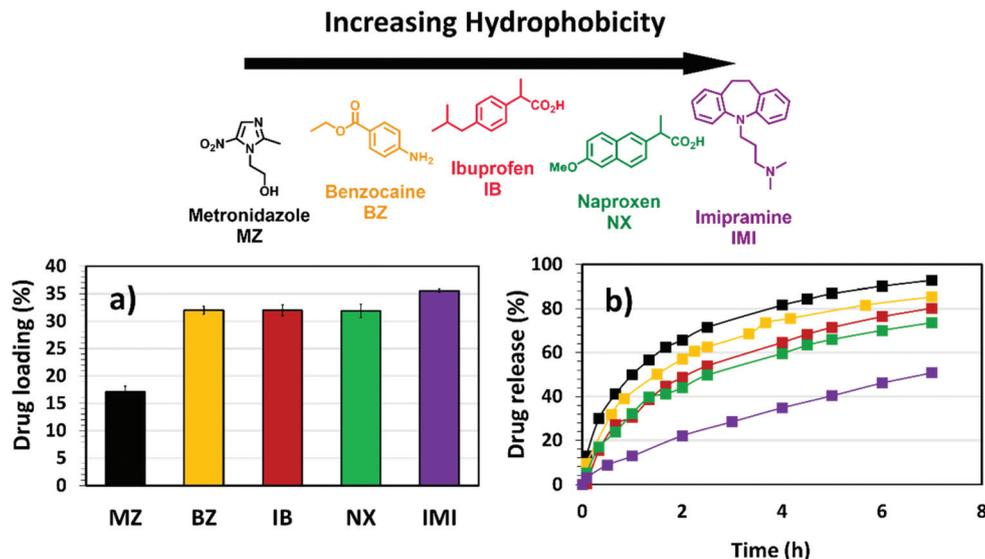 Increasing Hydrophobicity
O₂N
N
N
OH
Metronidazole
MZ
O
O
NH₂
Benzocaine
BZ
CO₂H
Ibuprofen
IB
MeO
CO₂H
Naproxen
NX
N
N
Imipramine
IMI
a)
Drug loading (%)
40
35
30
25
20
15
10
5
0
MZ BZ IB NX IMI
b)
Drug release (%)
100
80
60
40
20
0
0 2 4 6 8
Time (h)